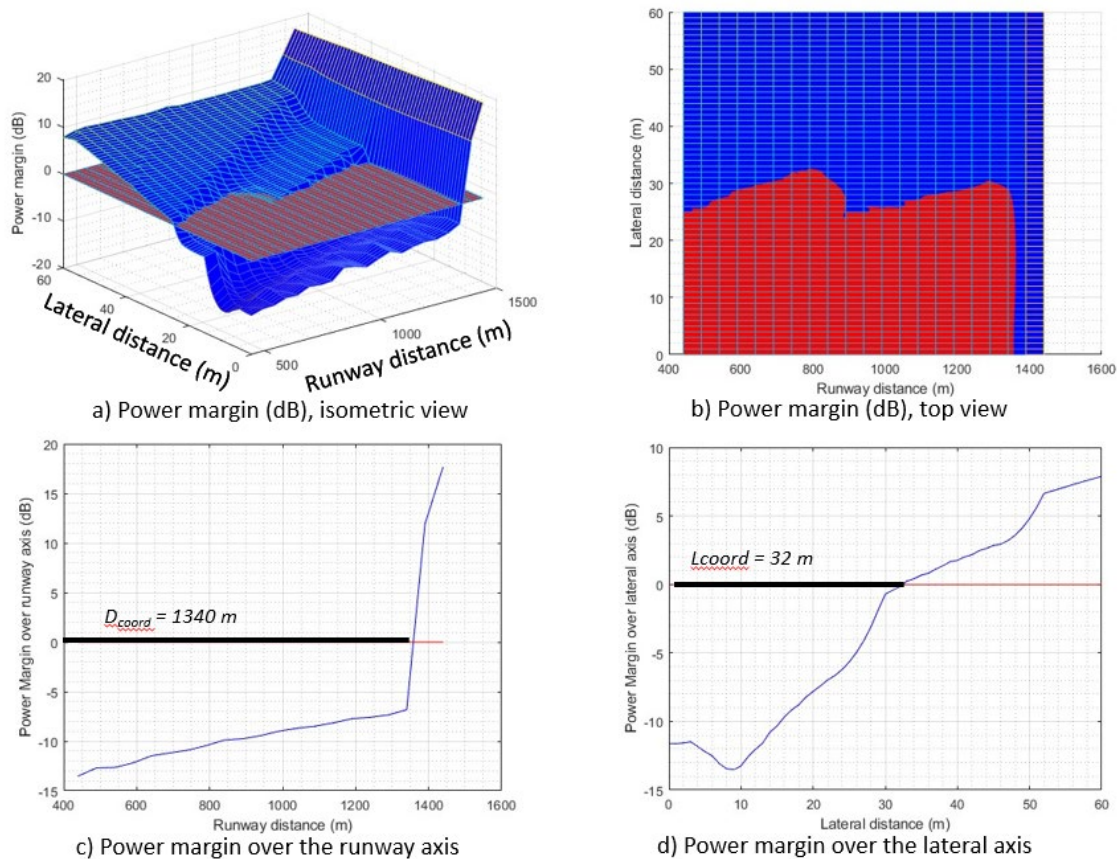 20
10
0
-10
-20
Power margin (dB)
60
40
20
0
Lateral distance (m)
500
1000
1500
Runway distance (m)
a) Power margin (dB), isometric view
60
50
40
30
20
10
0
Lateral distance (m)
400 600 800 1000 1200 1400 1600
Runway distance (m)
b) Power margin (dB), top view
20
15
10
5
0
-5
-10
-15
Power Margin over runway axis (dB)
Dcoord = 1340 m
400 600 800 1000 1200 1400 1600
Runway distance (m)
c) Power margin over the runway axis
10
5
0
-5
-10
-15
Power Margin over lateral axis (dB)
Lcoord = 32 m
0 10 20 30 40 50 60
Lateral distance (m)
d) Power margin over the lateral axis